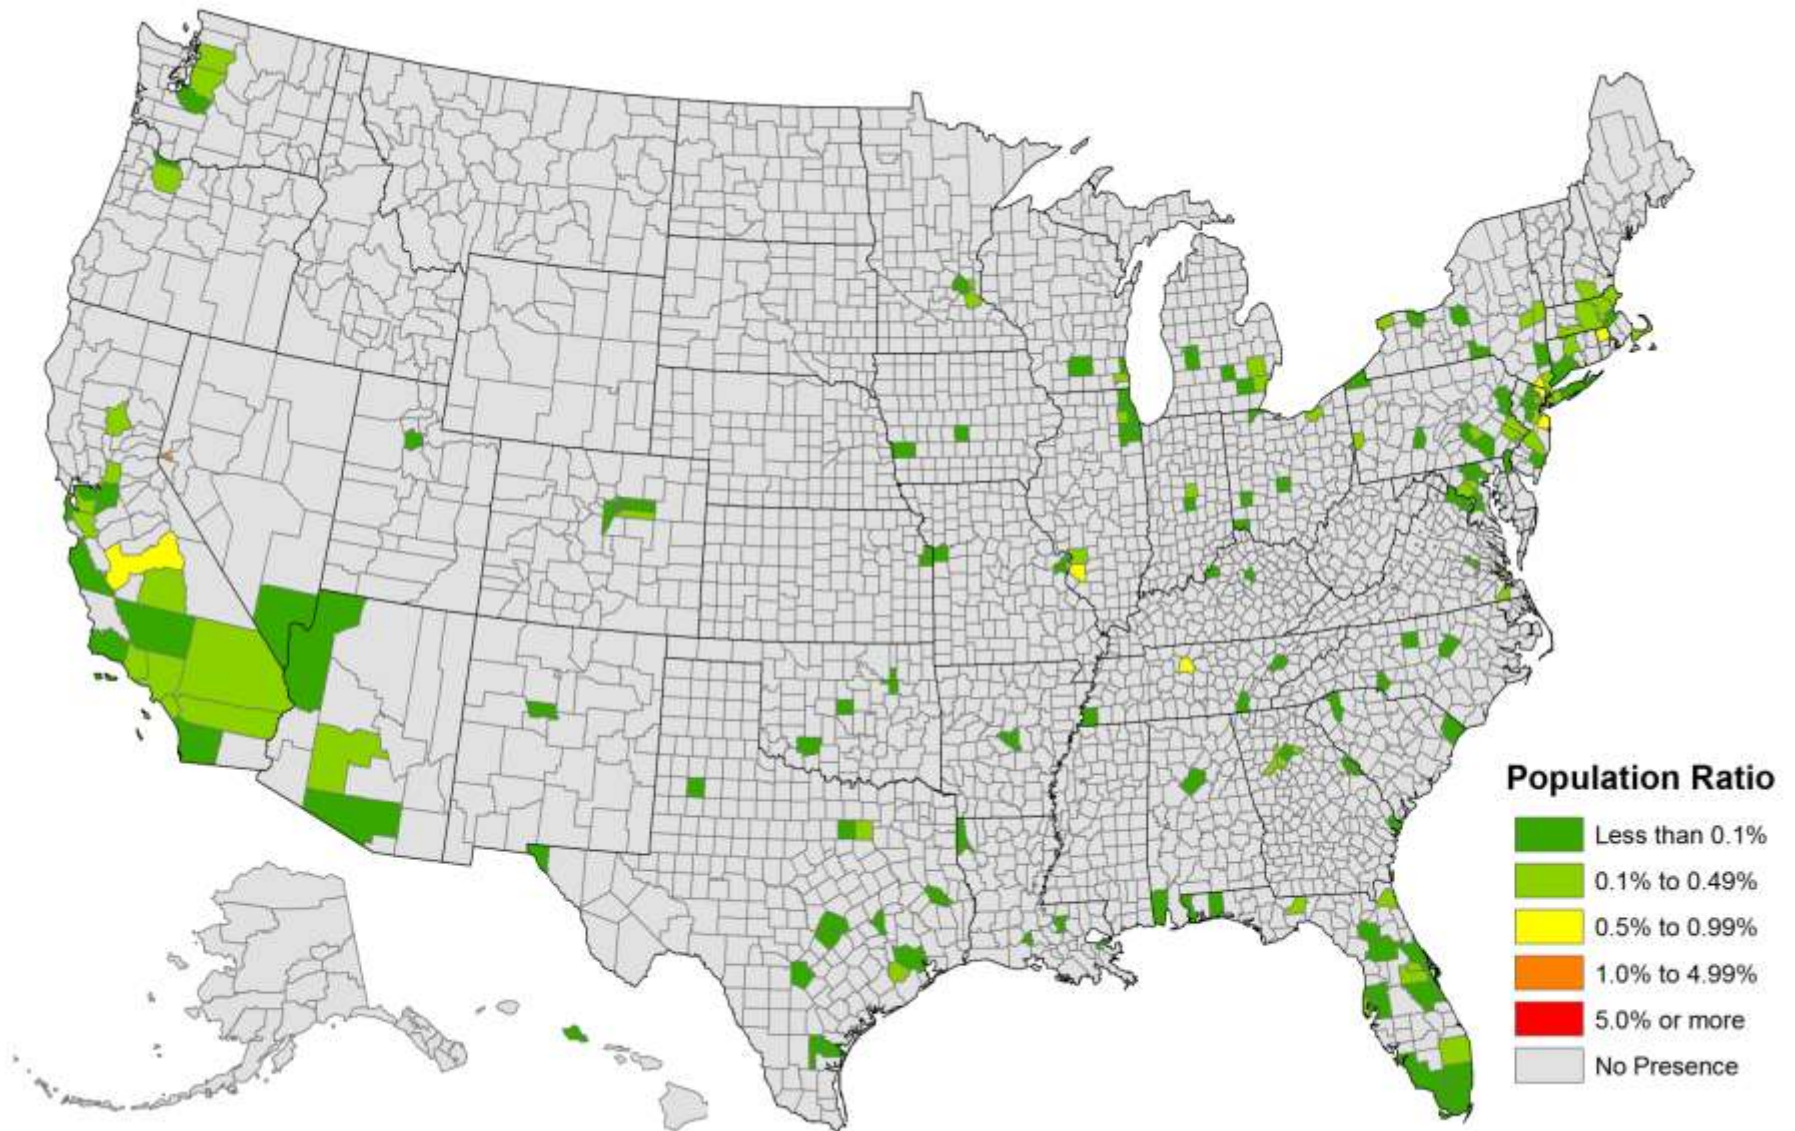 Population Ratio
Less than 0.1%
0.1% to 0.49%
0.5% to 0.99%
1.0% to 4.99%
5.0% or more
No Presence